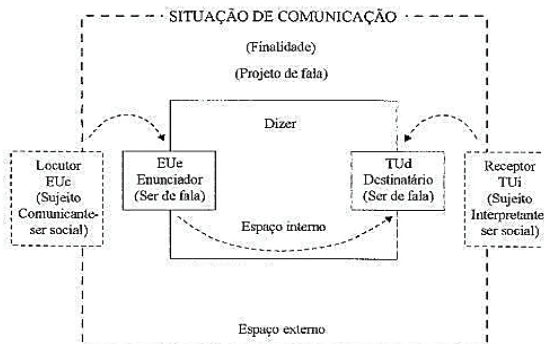 SITUAÇÃO DE COMUNICAÇÃO
(Finalidade)
(Projeto de fala)
Dizer
Locutor
EUc
(Sujeito
Comunicante-
ser social)
EUe
Enunciador
(Ser de fala)
TUd
Destinatário
(Ser de fala)
Receptor
TUi
(Sujeito
Interpretante
ser social)
Espaço interno
Espaço externo